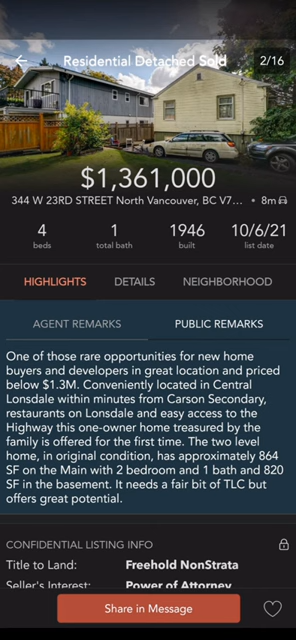 Residential Detached Sold
2/16
$1,361,000
344 W 23RD STREET North Vancouver, BC V7... • 8m
4
1
1946
10/6/21
beds
total bath
built
list date
HIGHLIGHTS
DETAILS
NEIGHBORHOOD
AGENT REMARKS
PUBLIC REMARKS
One of those rare opportunities for new home
buyers and developers in great location and priced
below $1.3M. Conveniently located in Central
Lonsdale within minutes from Carson Secondary,
restaurants on Lonsdale and easy access to the
Highway this one-owner home treasured by the
family is offered for the first time. The two level
home, in original condition, has approximately 864
SF on the Main with 2 bedroom and 1 bath and 820
SF in the basement. It needs a fair bit of TLC but
offers great potential.
CONFIDENTIAL LISTING INFO
Title to Land: Freehold NonStrata
Seller's Interest: Power of Attorney
Share in Message